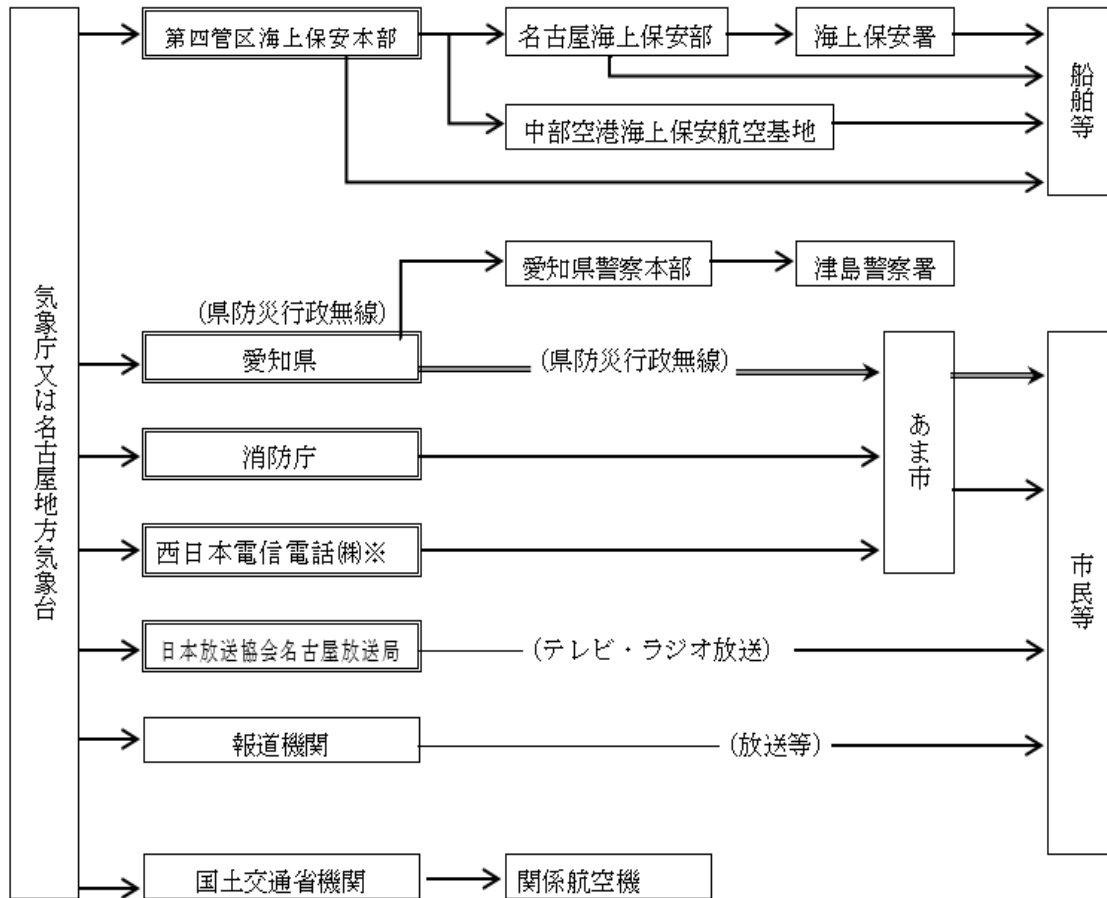 気象庁又は名古屋地方気象台
第四管区海上保安本部
名古屋海上保安部
海上保安署
船舶等
中部空港海上保安航空基地
愛知県警察本部
津島警察署
(県防災行政無線)
愛知県
(県防災行政無線)
あま市
市民等
消防庁
西日本電信電話㈱※
日本放送協会名古屋放送局
(テレビ・ラジオ放送)
報道機関
(放送等)
国土交通省機関
関係航空機